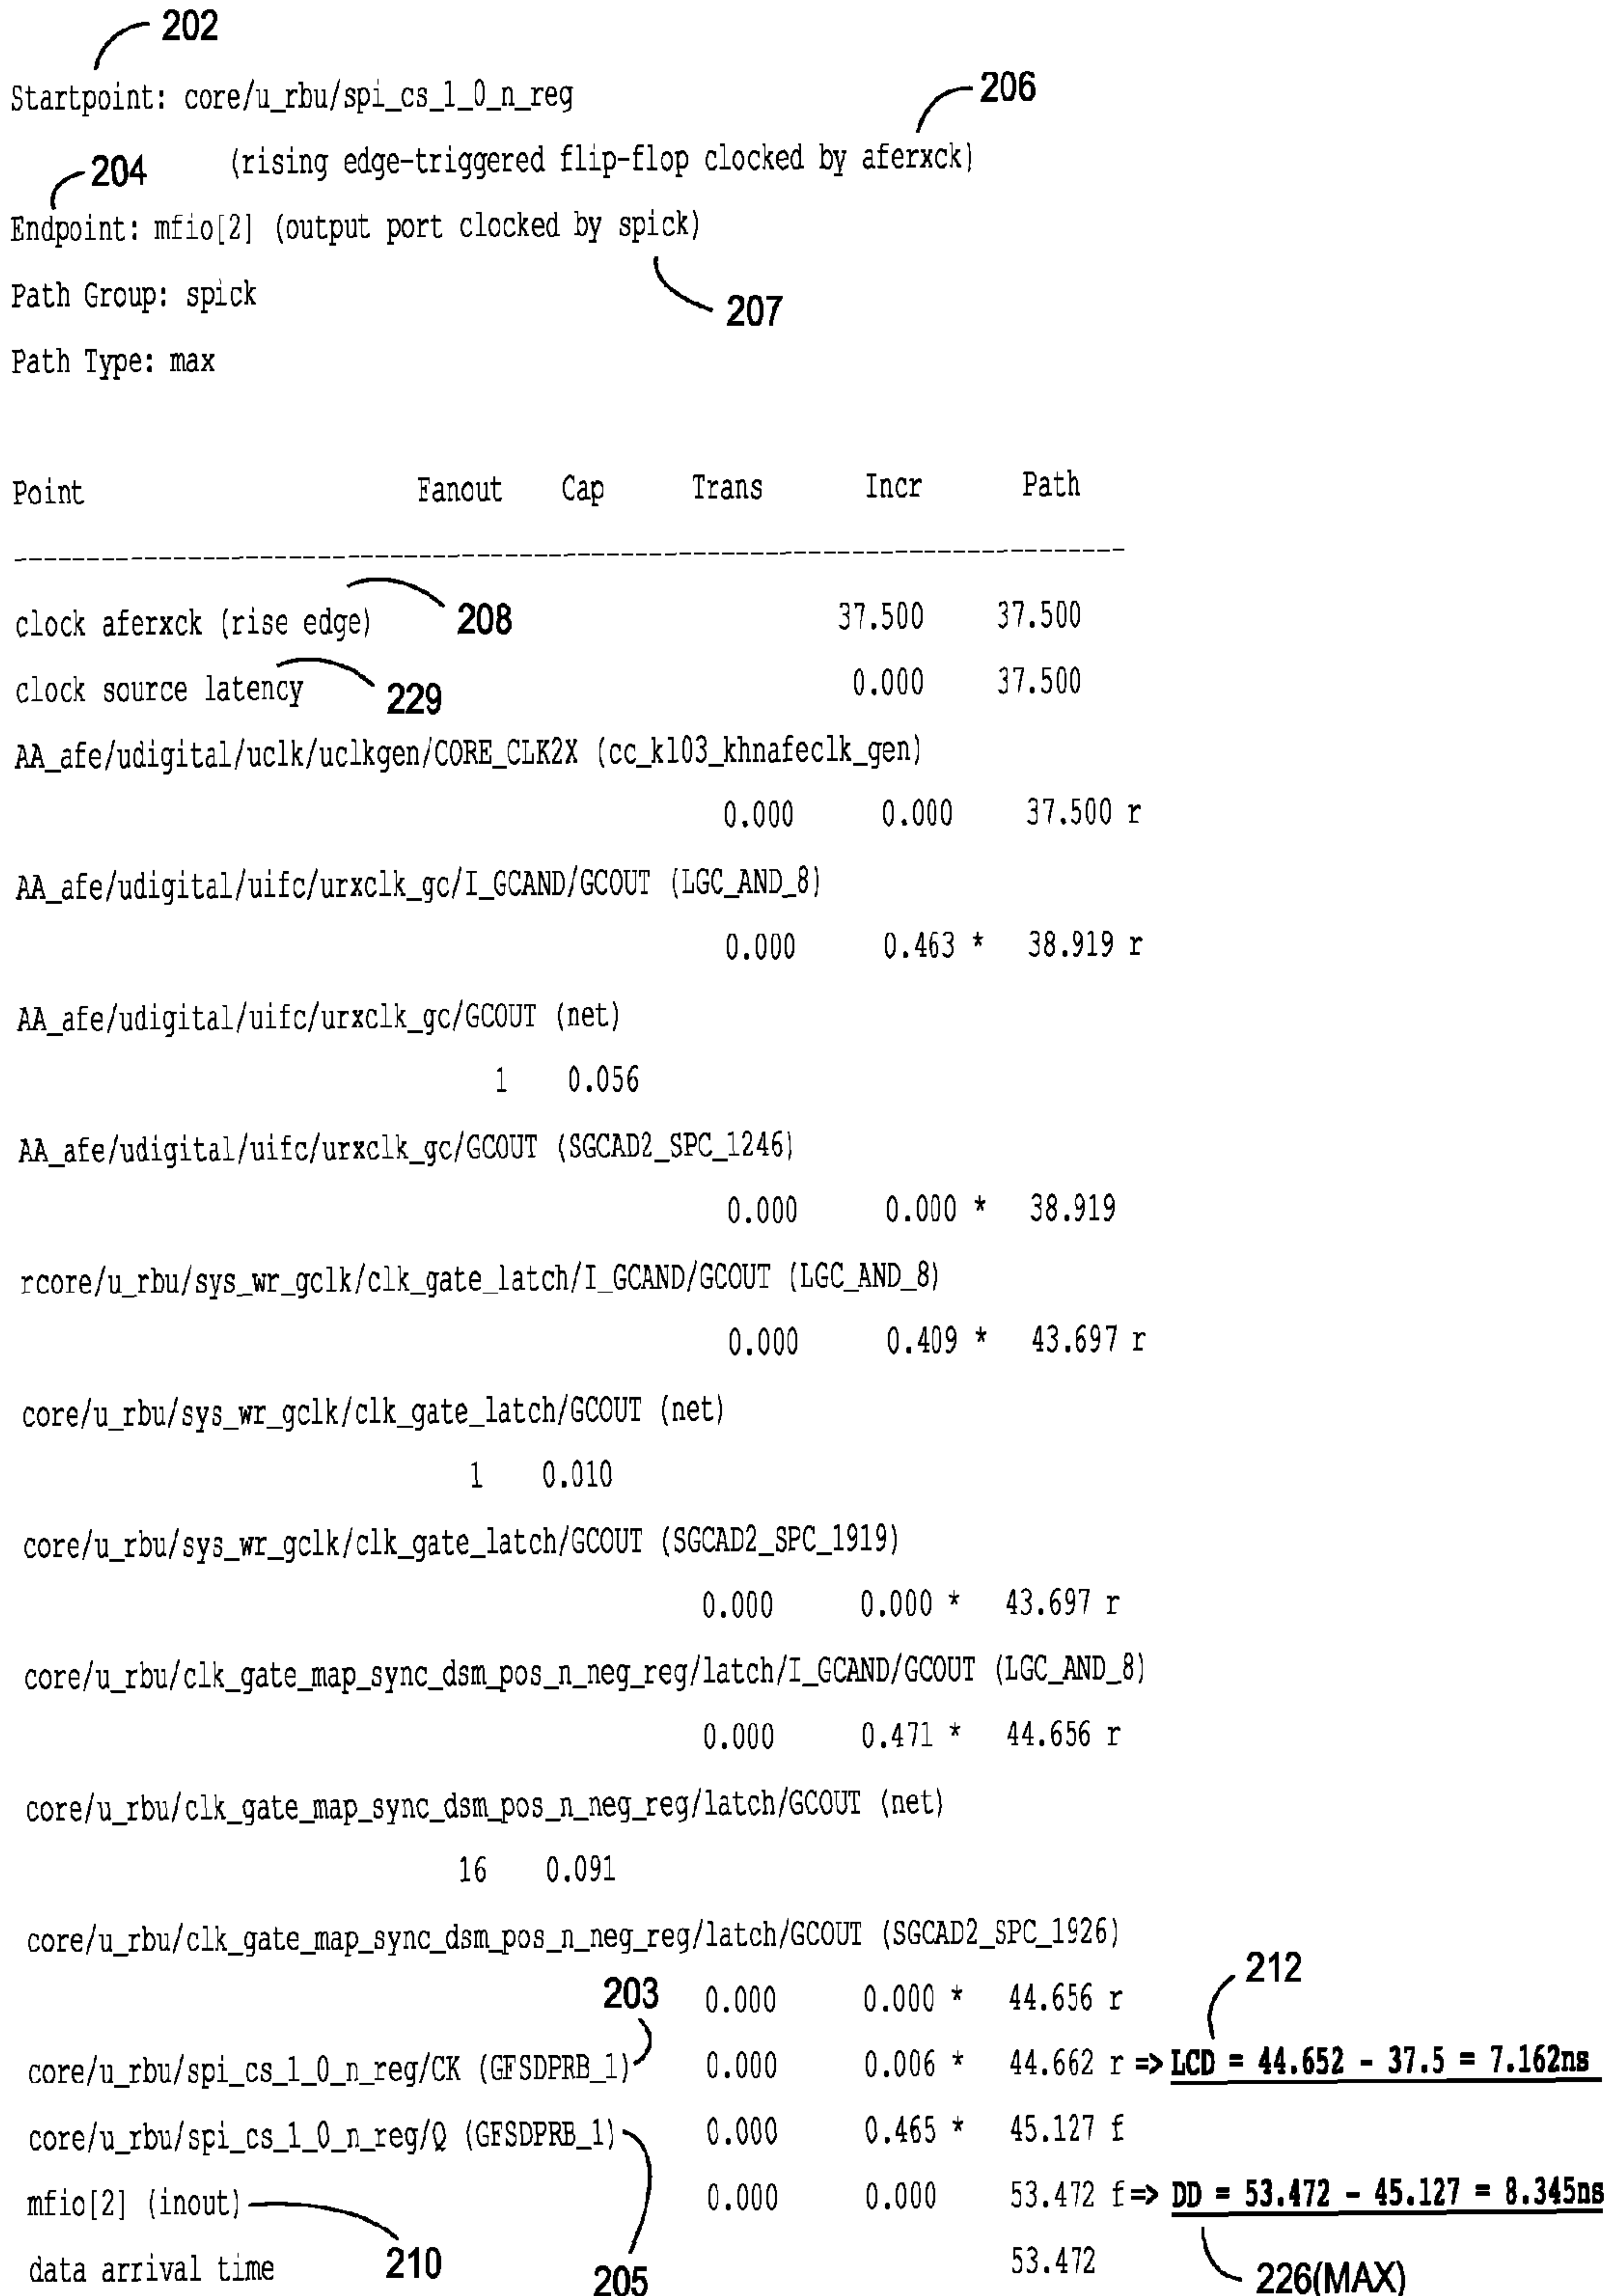 202
Startpoint: core/u_rbu/spi_cs_1_0_n_reg
206
(rising edge-triggered flip-flop clocked by aferxck)
204
Endpoint: mfio[2] (output port clocked by spick)
Path Group: spick
207
Path Type: max
Point Fanout Cap Trans Incr Path
--------------------------------------------------------------------------------
clock aferxck (rise edge) 208 37.500 37.500
clock source latency 229 0.000 37.500
AA_afe/udigital/uclk/uclkgen/CORE_CLK2X (cc_kl03_khnafeclk_gen)
0.000 0.000 37.500 r
AA_afe/udigital/uifc/urxclk_gc/I_GCAND/GCOUT (LGC_AND_8)
0.000 0.463 * 38.919 r
AA_afe/udigital/uifc/urxclk_gc/GCOUT (net)
1 0.056
AA_afe/udigital/uifc/urxclk_gc/GCOUT (SGCAD2_SPC_1246)
0.000 0.000 * 38.919
rcore/u_rbu/sys_wr_gclk/clk_gate_latch/I_GCAND/GCOUT (LGC_AND_8)
0.000 0.409 * 43.697 r
core/u_rbu/sys_wr_gclk/clk_gate_latch/GCOUT (net)
1 0.010
core/u_rbu/sys_wr_gclk/clk_gate_latch/GCOUT (SGCAD2_SPC_1919)
0.000 0.000 * 43.697 r
core/u_rbu/clk_gate_map_sync_dsm_pos_n_neg_reg/latch/I_GCAND/GCOUT (LGC_AND_8)
0.000 0.471 * 44.656 r
core/u_rbu/clk_gate_map_sync_dsm_pos_n_neg_reg/latch/GCOUT (net)
16 0.091
core/u_rbu/clk_gate_map_sync_dsm_pos_n_neg_reg/latch/GCOUT (SGCAD2_SPC_1926)
212
203 0.000 0.000 * 44.656 r
core/u_rbu/spi_cs_1_0_n_reg/CK (GFSDPRB_1) 0.000 0.006 * 44.662 r => LCD = 44.652 - 37.5 = 7.162ns
core/u_rbu/spi_cs_1_0_n_reg/Q (GFSDPRB_1) 0.000 0.465 * 45.127 f
mfio[2] (inout) 0.000 0.000 53.472 f => DD = 53.472 - 45.127 = 8.345ns
data arrival time 210 205 53.472 226(MAX)